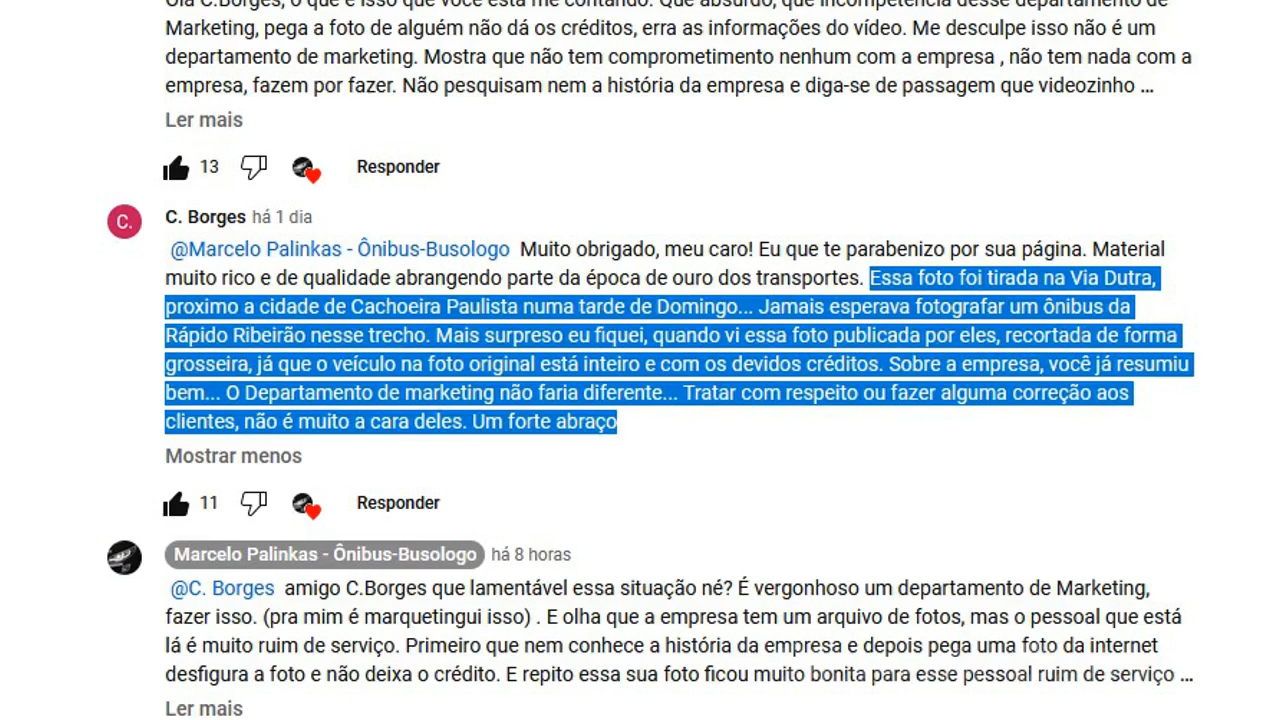 Olá C.Borges, o que é isso que você está me contando. Que absurdo, que incompetência desse departamento de
Marketing, pega a foto de alguém não dá os créditos, erra as informações do vídeo. Me desculpe isso não é um
departamento de marketing. Mostra que não tem comprometimento nenhum com a empresa , não tem nada com a
empresa, fazem por fazer. Não pesquisam nem a história da empresa e diga-se de passagem que videozinho ...
Ler mais
13 Responder
C. C. Borges há 1 dia
@Marcelo Palinkas - Ônibus-Busologo Muito obrigado, meu caro! Eu que te parabenizo por sua página. Material
muito rico e de qualidade abrangendo parte da época de ouro dos transportes. Essa foto foi tirada na Via Dutra,
proximo a cidade de Cachoeira Paulista numa tarde de Domingo... Jamais esperava fotografar um ônibus da
Rápido Ribeirão nesse trecho. Mais surpreso eu fiquei, quando vi essa foto publicada por eles, recortada de forma
grosseira, já que o veículo na foto original está inteiro e com os devidos créditos. Sobre a empresa, você já resumiu
bem... O Departamento de marketing não faria diferente... Tratar com respeito ou fazer alguma correção aos
clientes, não é muito a cara deles. Um forte abraço
Mostrar menos
11 Responder
Marcelo Palinkas - Ônibus-Busologo há 8 horas
@C. Borges amigo C.Borges que lamentável essa situação né? É vergonhoso um departamento de Marketing,
fazer isso. (pra mim é marquetingui isso) . E olha que a empresa tem um arquivo de fotos, mas o pessoal que está
lá é muito ruim de serviço. Primeiro que nem conhece a história da empresa e depois pega uma foto da internet
desfigura a foto e não deixa o crédito. E repito essa sua foto ficou muito bonita para esse pessoal ruim de serviço ...
Ler mais